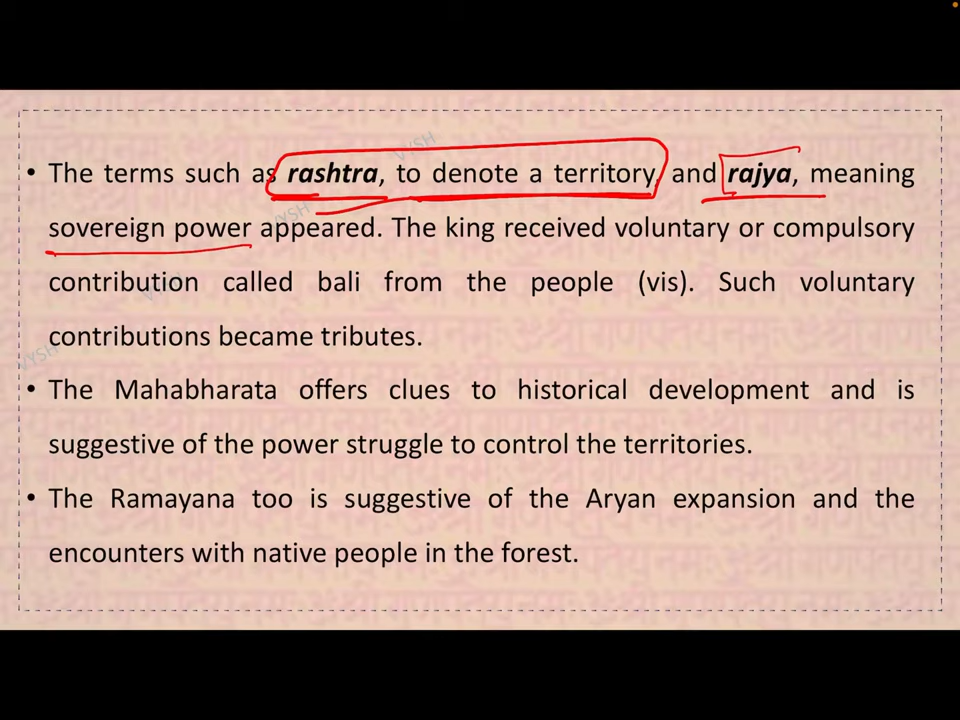 • The terms such as rashtra, to denote a territory, and rajya, meaning
sovereign power appeared. The king received voluntary or compulsory
contribution called bali from the people (vis). Such voluntary
contributions became tributes.
• The Mahabharata offers clues to historical development and is
suggestive of the power struggle to control the territories.
• The Ramayana too is suggestive of the Aryan expansion and the
encounters with native people in the forest.